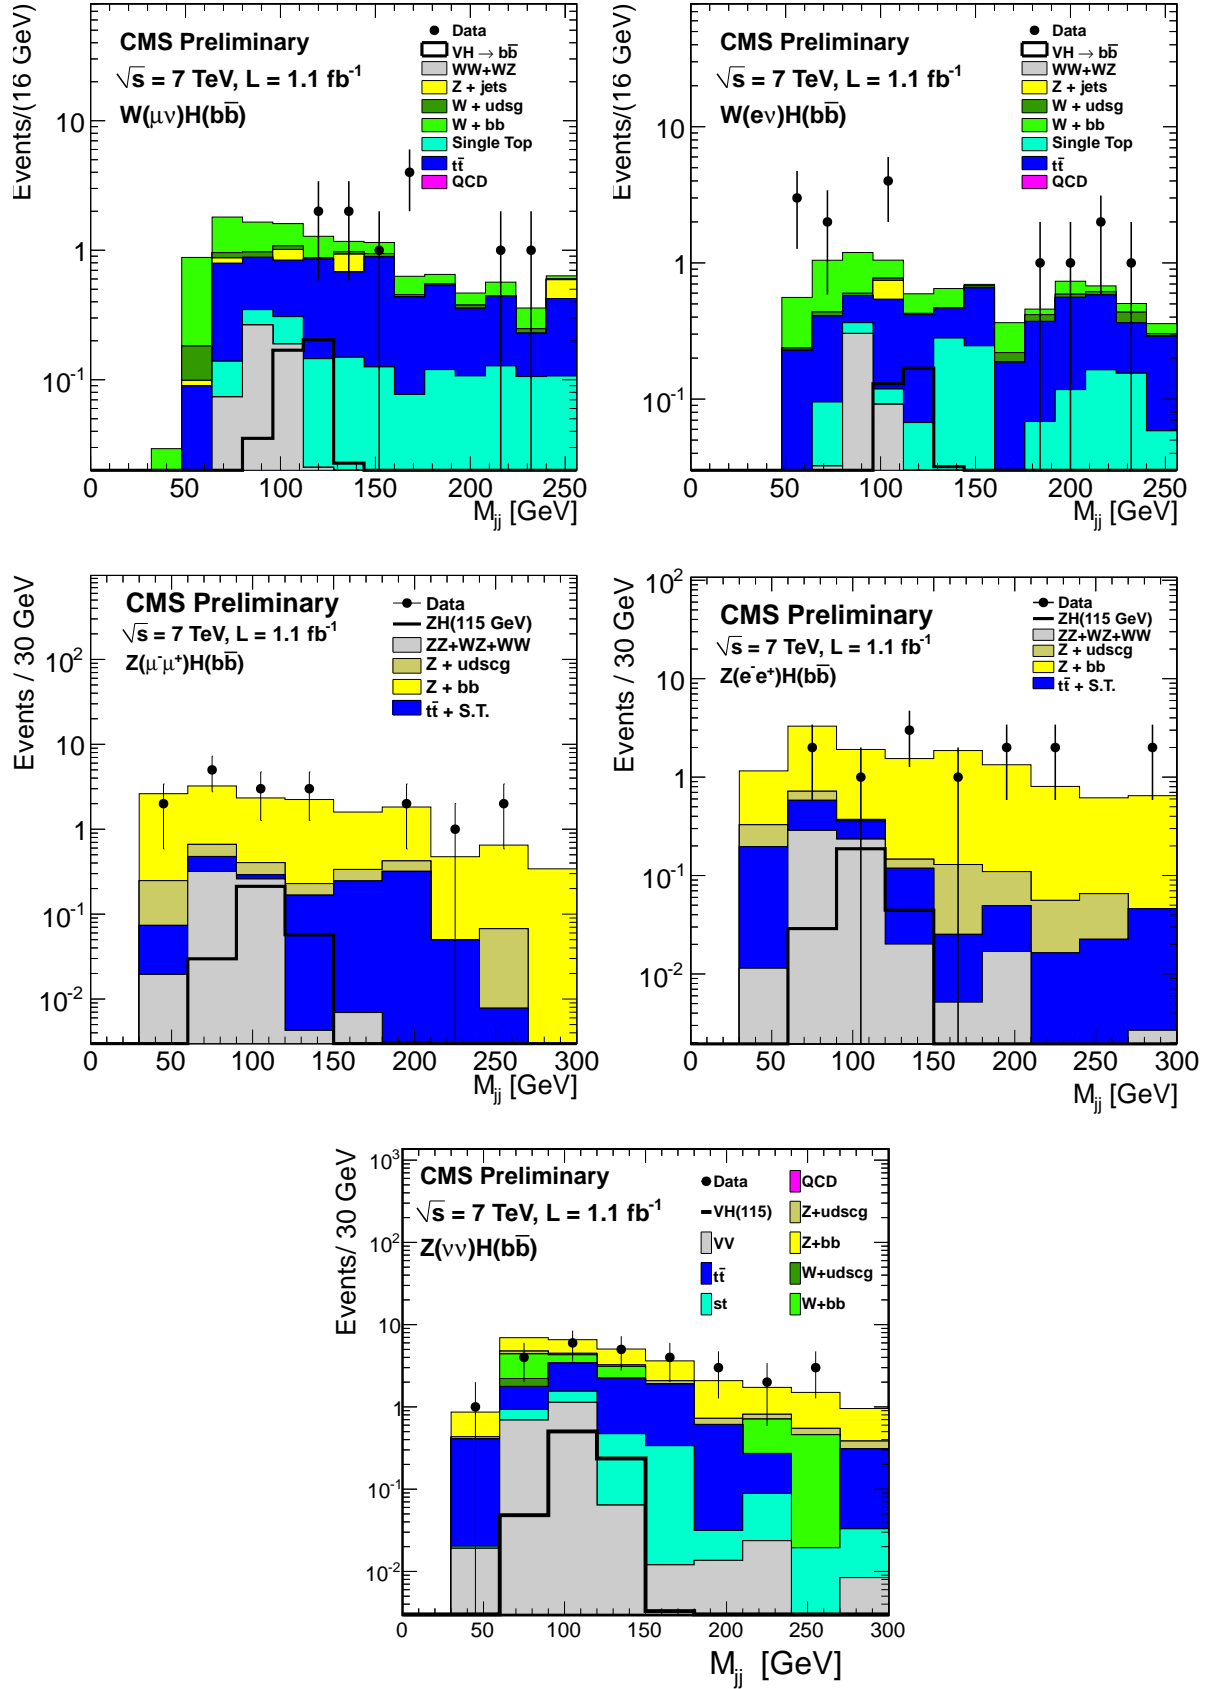 CMS Preliminary
√s = 7 TeV, L = 1.1 fb⁻¹
W(μν)H(bb̅)
Data
VH → bb̅
WW+WZ
Z + jets
W + udsg
W + bb
Single Top
tt̅
QCD
Events/(16 GeV)
10
1
10⁻¹
0 50 100 150 200 250
M_jj [GeV]
CMS Preliminary
√s = 7 TeV, L = 1.1 fb⁻¹
W(eν)H(bb̅)
Data
VH → bb̅
WW+WZ
Z + jets
W + udsg
W + bb
Single Top
tt̅
QCD
Events/(16 GeV)
10
1
10⁻¹
0 50 100 150 200 250
M_jj [GeV]
CMS Preliminary
√s = 7 TeV, L = 1.1 fb⁻¹
Z(μ⁻μ⁺)H(bb̅)
Data
ZH(115 GeV)
ZZ+WZ+WW
Z + udscg
Z + bb
tt̅ + S.T.
Events / 30 GeV
10²
10
1
10⁻¹
10⁻²
0 50 100 150 200 250 300
M_jj [GeV]
CMS Preliminary
√s = 7 TeV, L = 1.1 fb⁻¹
Z(e⁻e⁺)H(bb̅)
Data
ZH(115 GeV)
ZZ+WZ+WW
Z + udscg
Z + bb
tt̅ + S.T.
Events / 30 GeV
10²
10
1
10⁻¹
10⁻²
0 50 100 150 200 250 300
M_jj [GeV]
CMS Preliminary
√s = 7 TeV, L = 1.1 fb⁻¹
Z(νν)H(bb̅)
Data
VH(115)
VV
tt̅
st
QCD
Z+udscg
Z+bb
W+udscg
W+bb
Events/ 30 GeV
10³
10²
10
1
10⁻¹
10⁻²
0 50 100 150 200 250 300
M_jj [GeV]